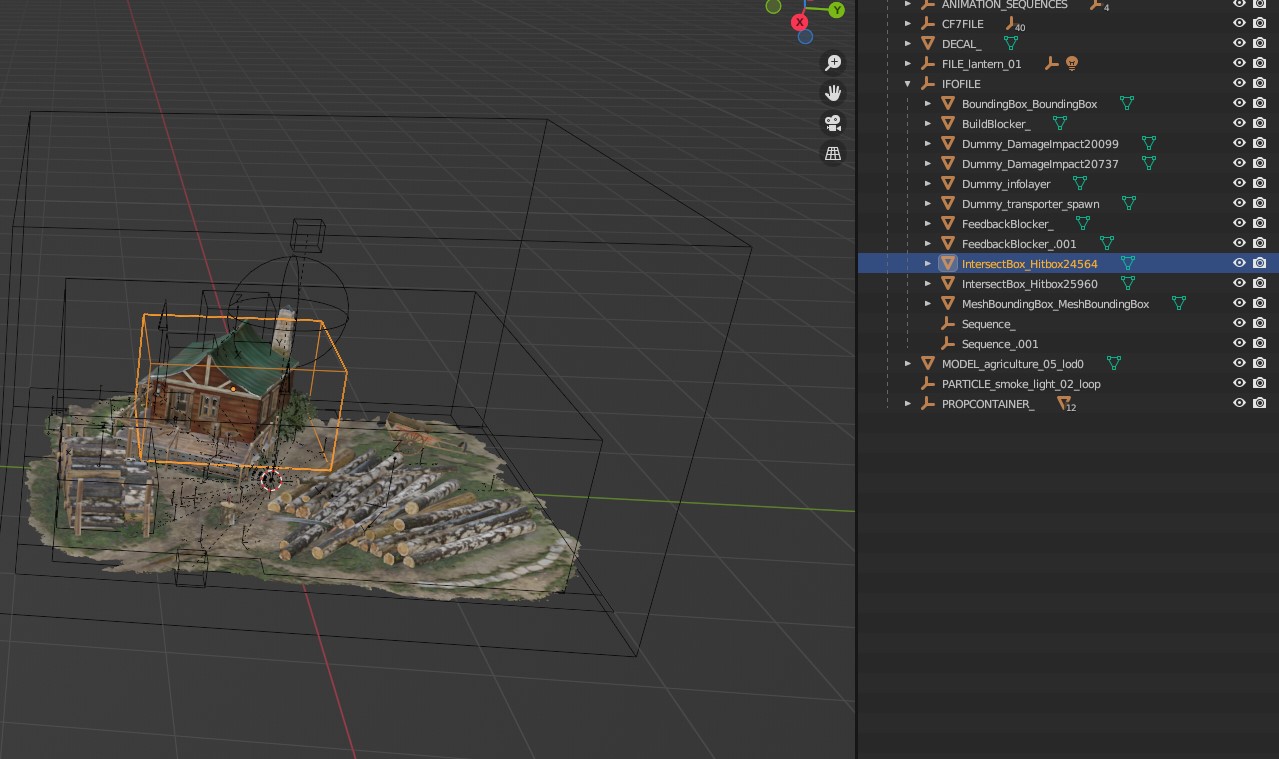 Y
X
ANIMATION_SEQUENCES 4
CF7FILE 40
DECAL_
FILE_lantern_01
IFOFILE
BoundingBox_BoundingBox
BuildBlocker_
Dummy_DamageImpact20099
Dummy_DamageImpact20737
Dummy_infolayer
Dummy_transporter_spawn
FeedbackBlocker_
FeedbackBlocker_.001
IntersectBox_Hitbox24564
IntersectBox_Hitbox25960
MeshBoundingBox_MeshBoundingBox
Sequence_
Sequence_.001
MODEL_agriculture_05_lod0
PARTICLE_smoke_light_02_loop
PROPCONTAINER_ 12